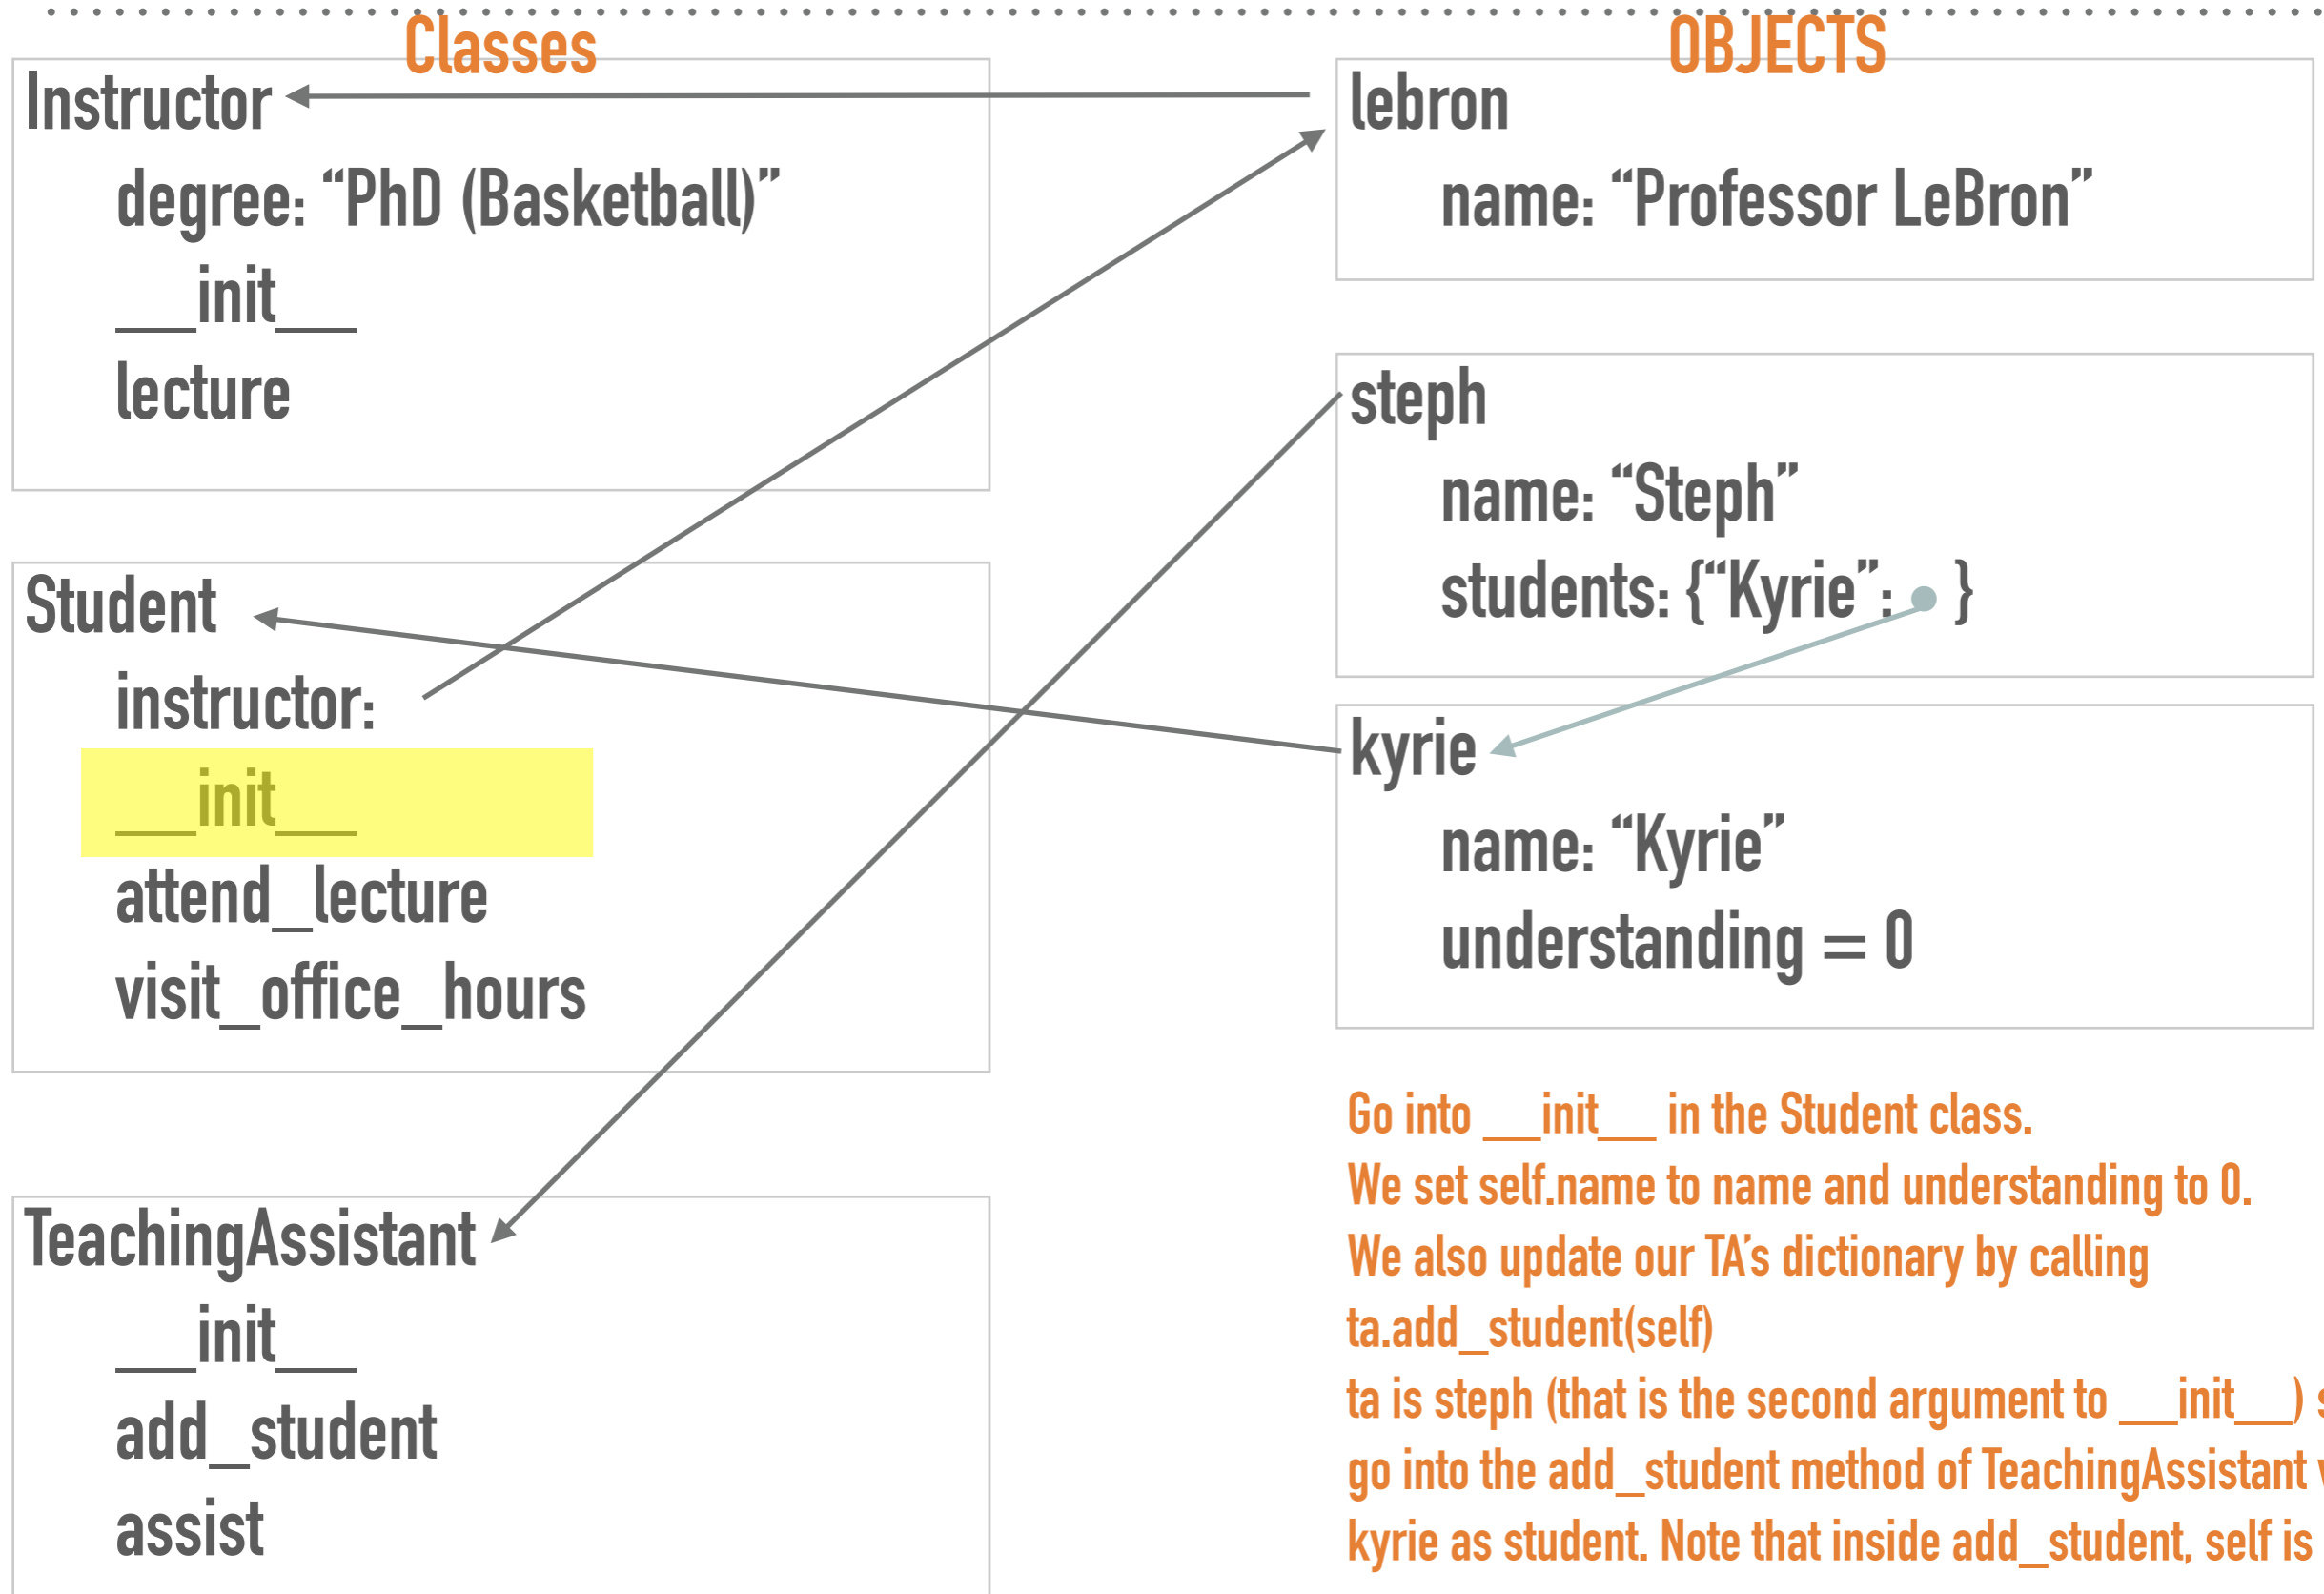 Classes
Instructor
degree: “PhD (Basketball)”
__init__
lecture
Student
instructor:
__init__
attend_lecture
visit_office_hours
TeachingAssistant
__init__
add_student
assist
OBJECTS
lebron
name: “Professor LeBron”
steph
name: “Steph”
students: {“Kyrie”: }
kyrie
name: “Kyrie”
understanding = 0
Go into __init__ in the Student class.
We set self.name to name and understanding to 0.
We also update our TA’s dictionary by calling
ta.add_student(self)
ta is steph (that is the second argument to __init__)
go into the add_student method of TeachingAssistant
kyrie as student. Note that inside add_student, self is